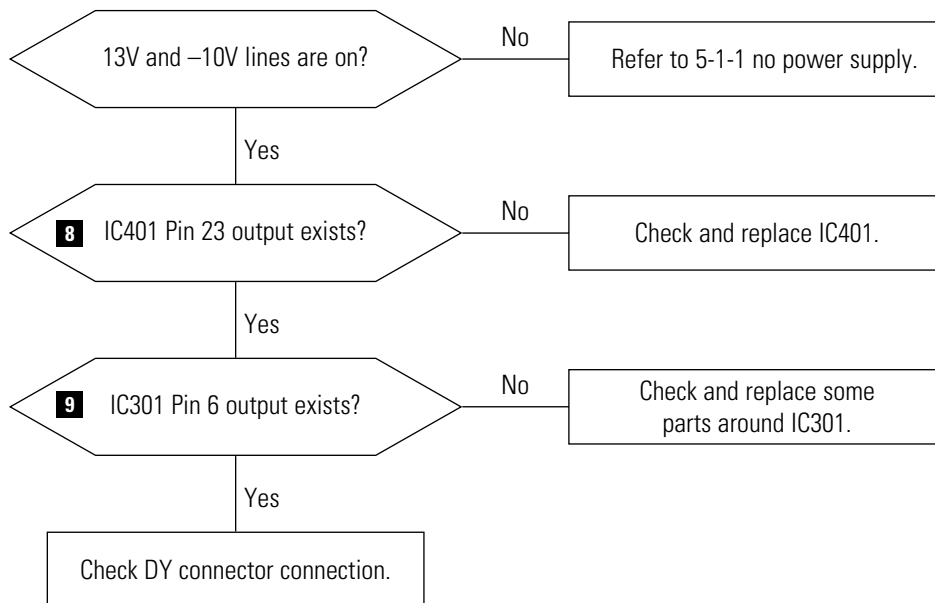 13V and –10V lines are on?
No
Refer to 5-1-1 no power supply.
Yes
8 IC401 Pin 23 output exists?
No
Check and replace IC401.
Yes
9 IC301 Pin 6 output exists?
No
Check and replace some
parts around IC301.
Yes
Check DY connector connection.